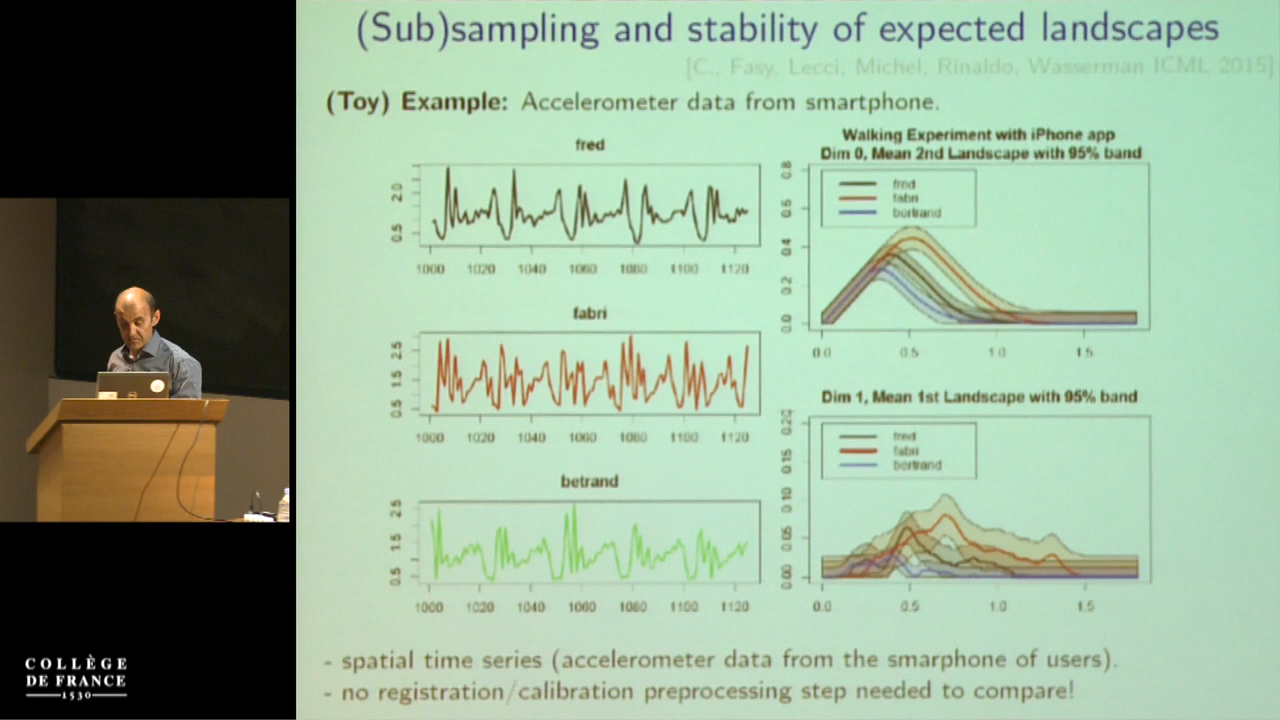 (Sub)sampling and stability of expected landscapes
[C., Fasy, Lecci, Michel, Rinaldo, Wasserman ICML 2015]
(Toy) Example: Accelerometer data from smartphone.
fred
2.0
0.5
1000 1020 1040 1060 1080 1100 1120
fabri
2.5
1.5
0.5
1000 1020 1040 1060 1080 1100 1120
betrand
2.5
1.5
0.5
1000 1020 1040 1060 1080 1100 1120
Walking Experiment with iPhone app
Dim 0, Mean 2nd Landscape with 95% band
fred
fabri
bertrand
0.8
0.6
0.4
0.2
0.0
0.0 0.5 1.0 1.5
Dim 1, Mean 1st Landscape with 95% band
fred
fabri
bertrand
0.20
0.15
0.10
0.05
0.00
0.0 0.5 1.0 1.5
- spatial time series (accelerometer data from the smarphone of users).
- no registration/calibration preprocessing step needed to compare!
COLLÈGE
DE FRANCE
1530